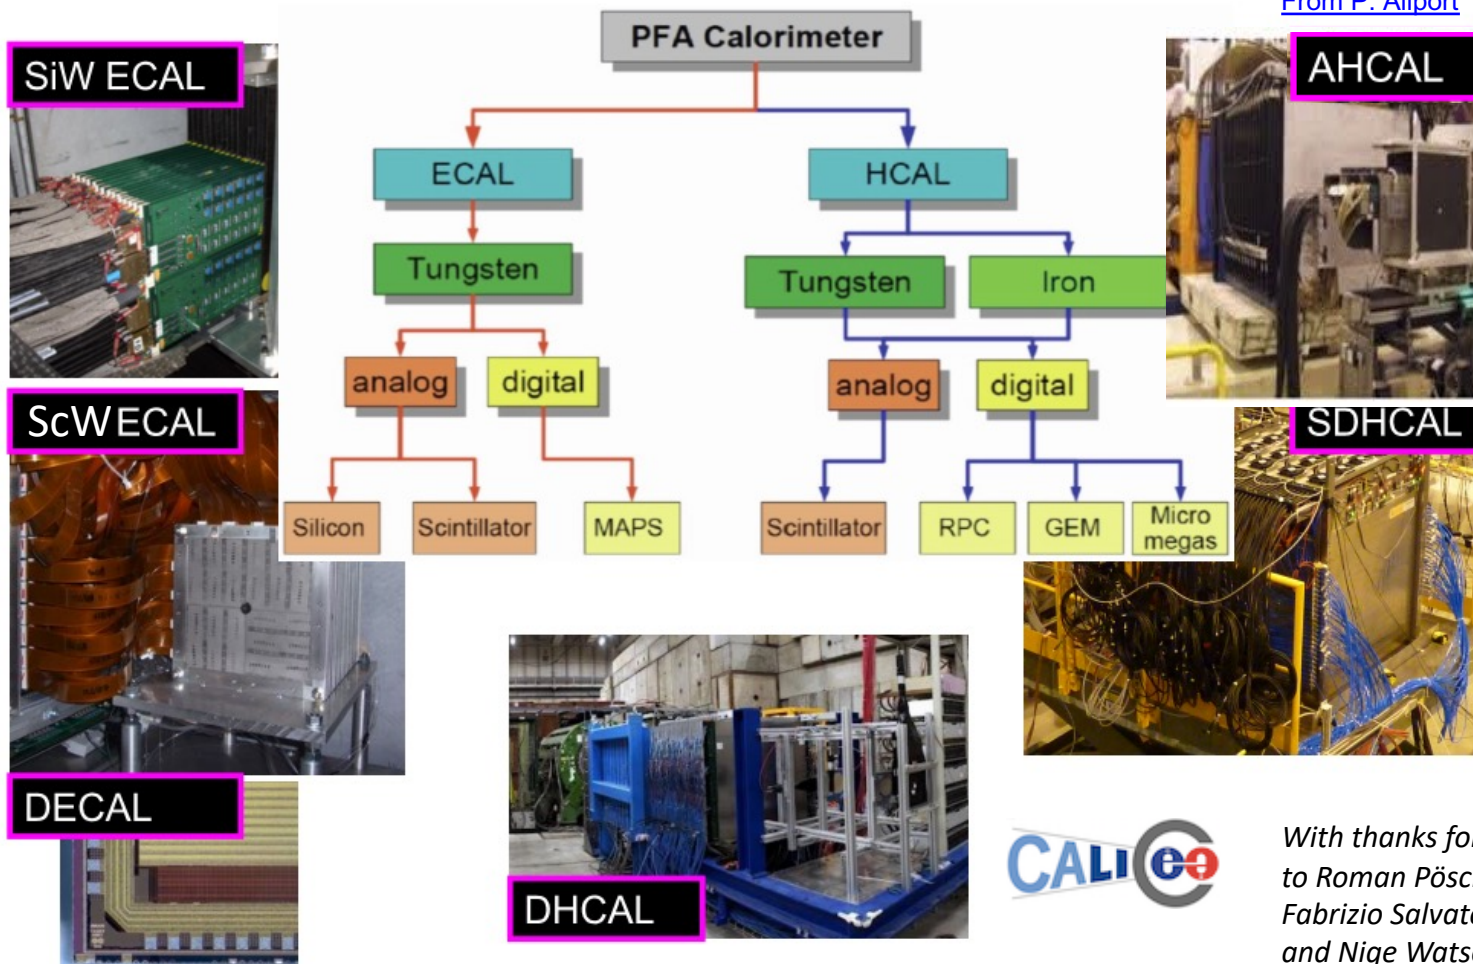 From P. Allport
SiW ECAL
PFA Calorimeter
AHCAL
ECAL
HCAL
Tungsten
Tungsten
Iron
analog
digital
analog
digital
ScW ECAL
SDHCAL
Silicon
Scintillator
MAPS
Scintillator
RPC
GEM
Micro
megas
DECAL
DHCAL
CALICE
With thanks for
to Roman Pösc
Fabrizio Salvat
and Nige Wats